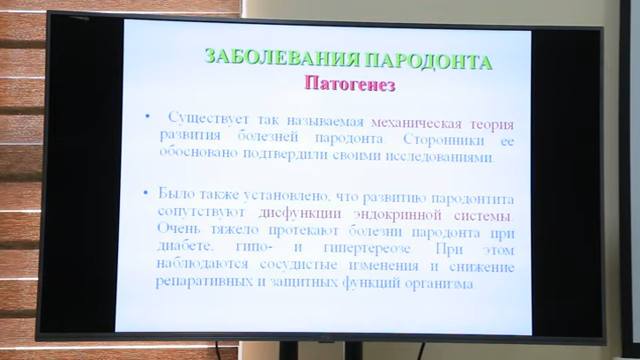 ЗАБОЛЕВАНИЯ ПАРОДОНТА
Патогенез
• Существует так называемая механическая теория
развития болезней пародонта. Сторонники ее
обосновано подтвердили своими исследованиями.
• Было также установлено, что развитию пародонтита
сопутствуют дисфункции эндокринной системы.
Очень тяжело протекают болезни пародонта при
диабете, гипо- и гипертереозе. При этом
наблюдаются сосудистые изменения и снижение
репаративных и защитных функций организма.